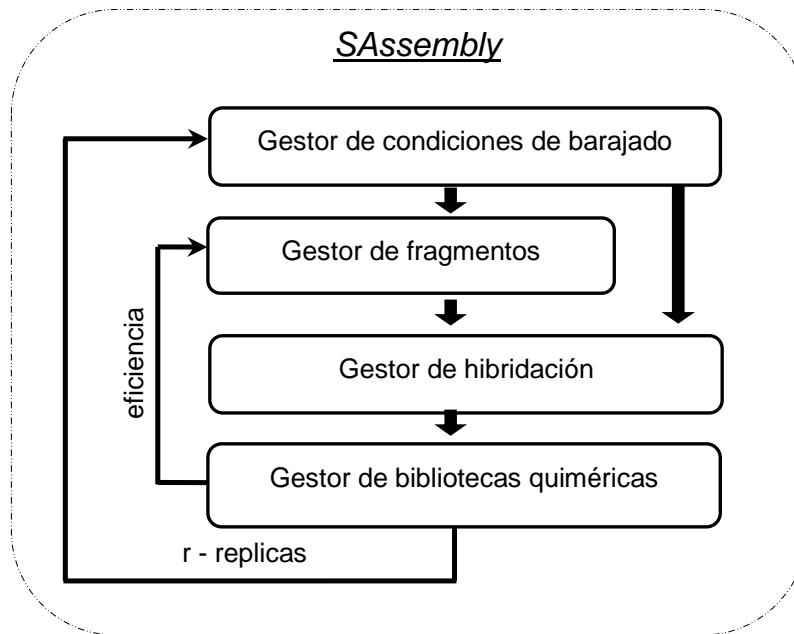 SAssembly
Gestor de condiciones de barajado
Gestor de fragmentos
eficiencia
Gestor de hibridación
Gestor de bibliotecas quiméricas
r - replicas